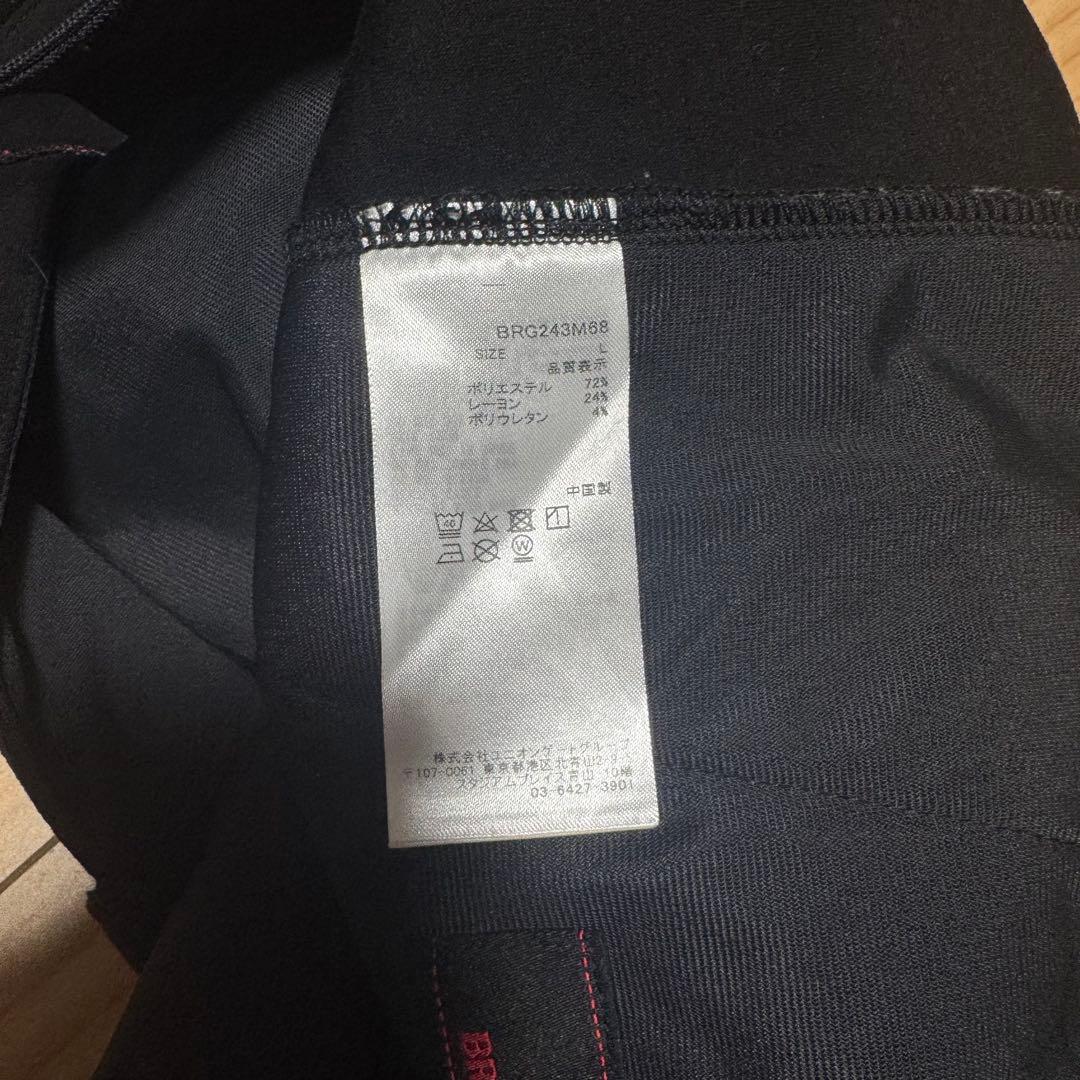 BRG243M68
SIZE L
品質表示
ポリエステル 72%
レーヨン 24%
ポリウレタン 4%
中国製
40
W
株式会社ユニオンゲートグループ
〒107-0061 東京都港区北青山2-9-
スタジアムプレイス青山 10階
03-6427-3901